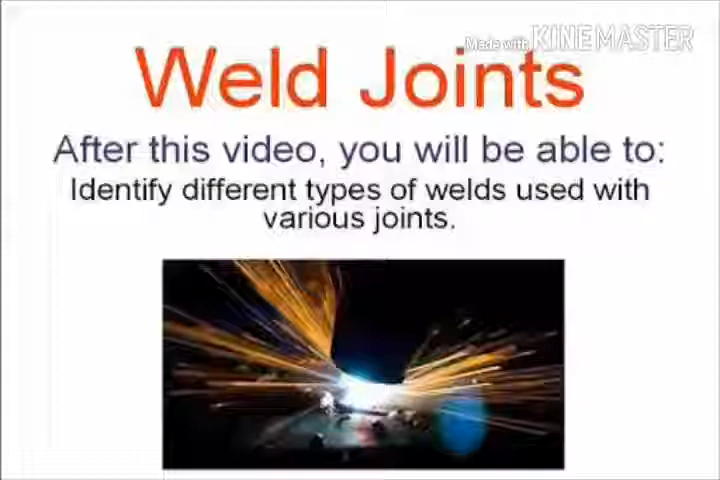 Made with KINEMASTER
Weld Joints
After this video, you will be able to:
Identify different types of welds used with
various joints.